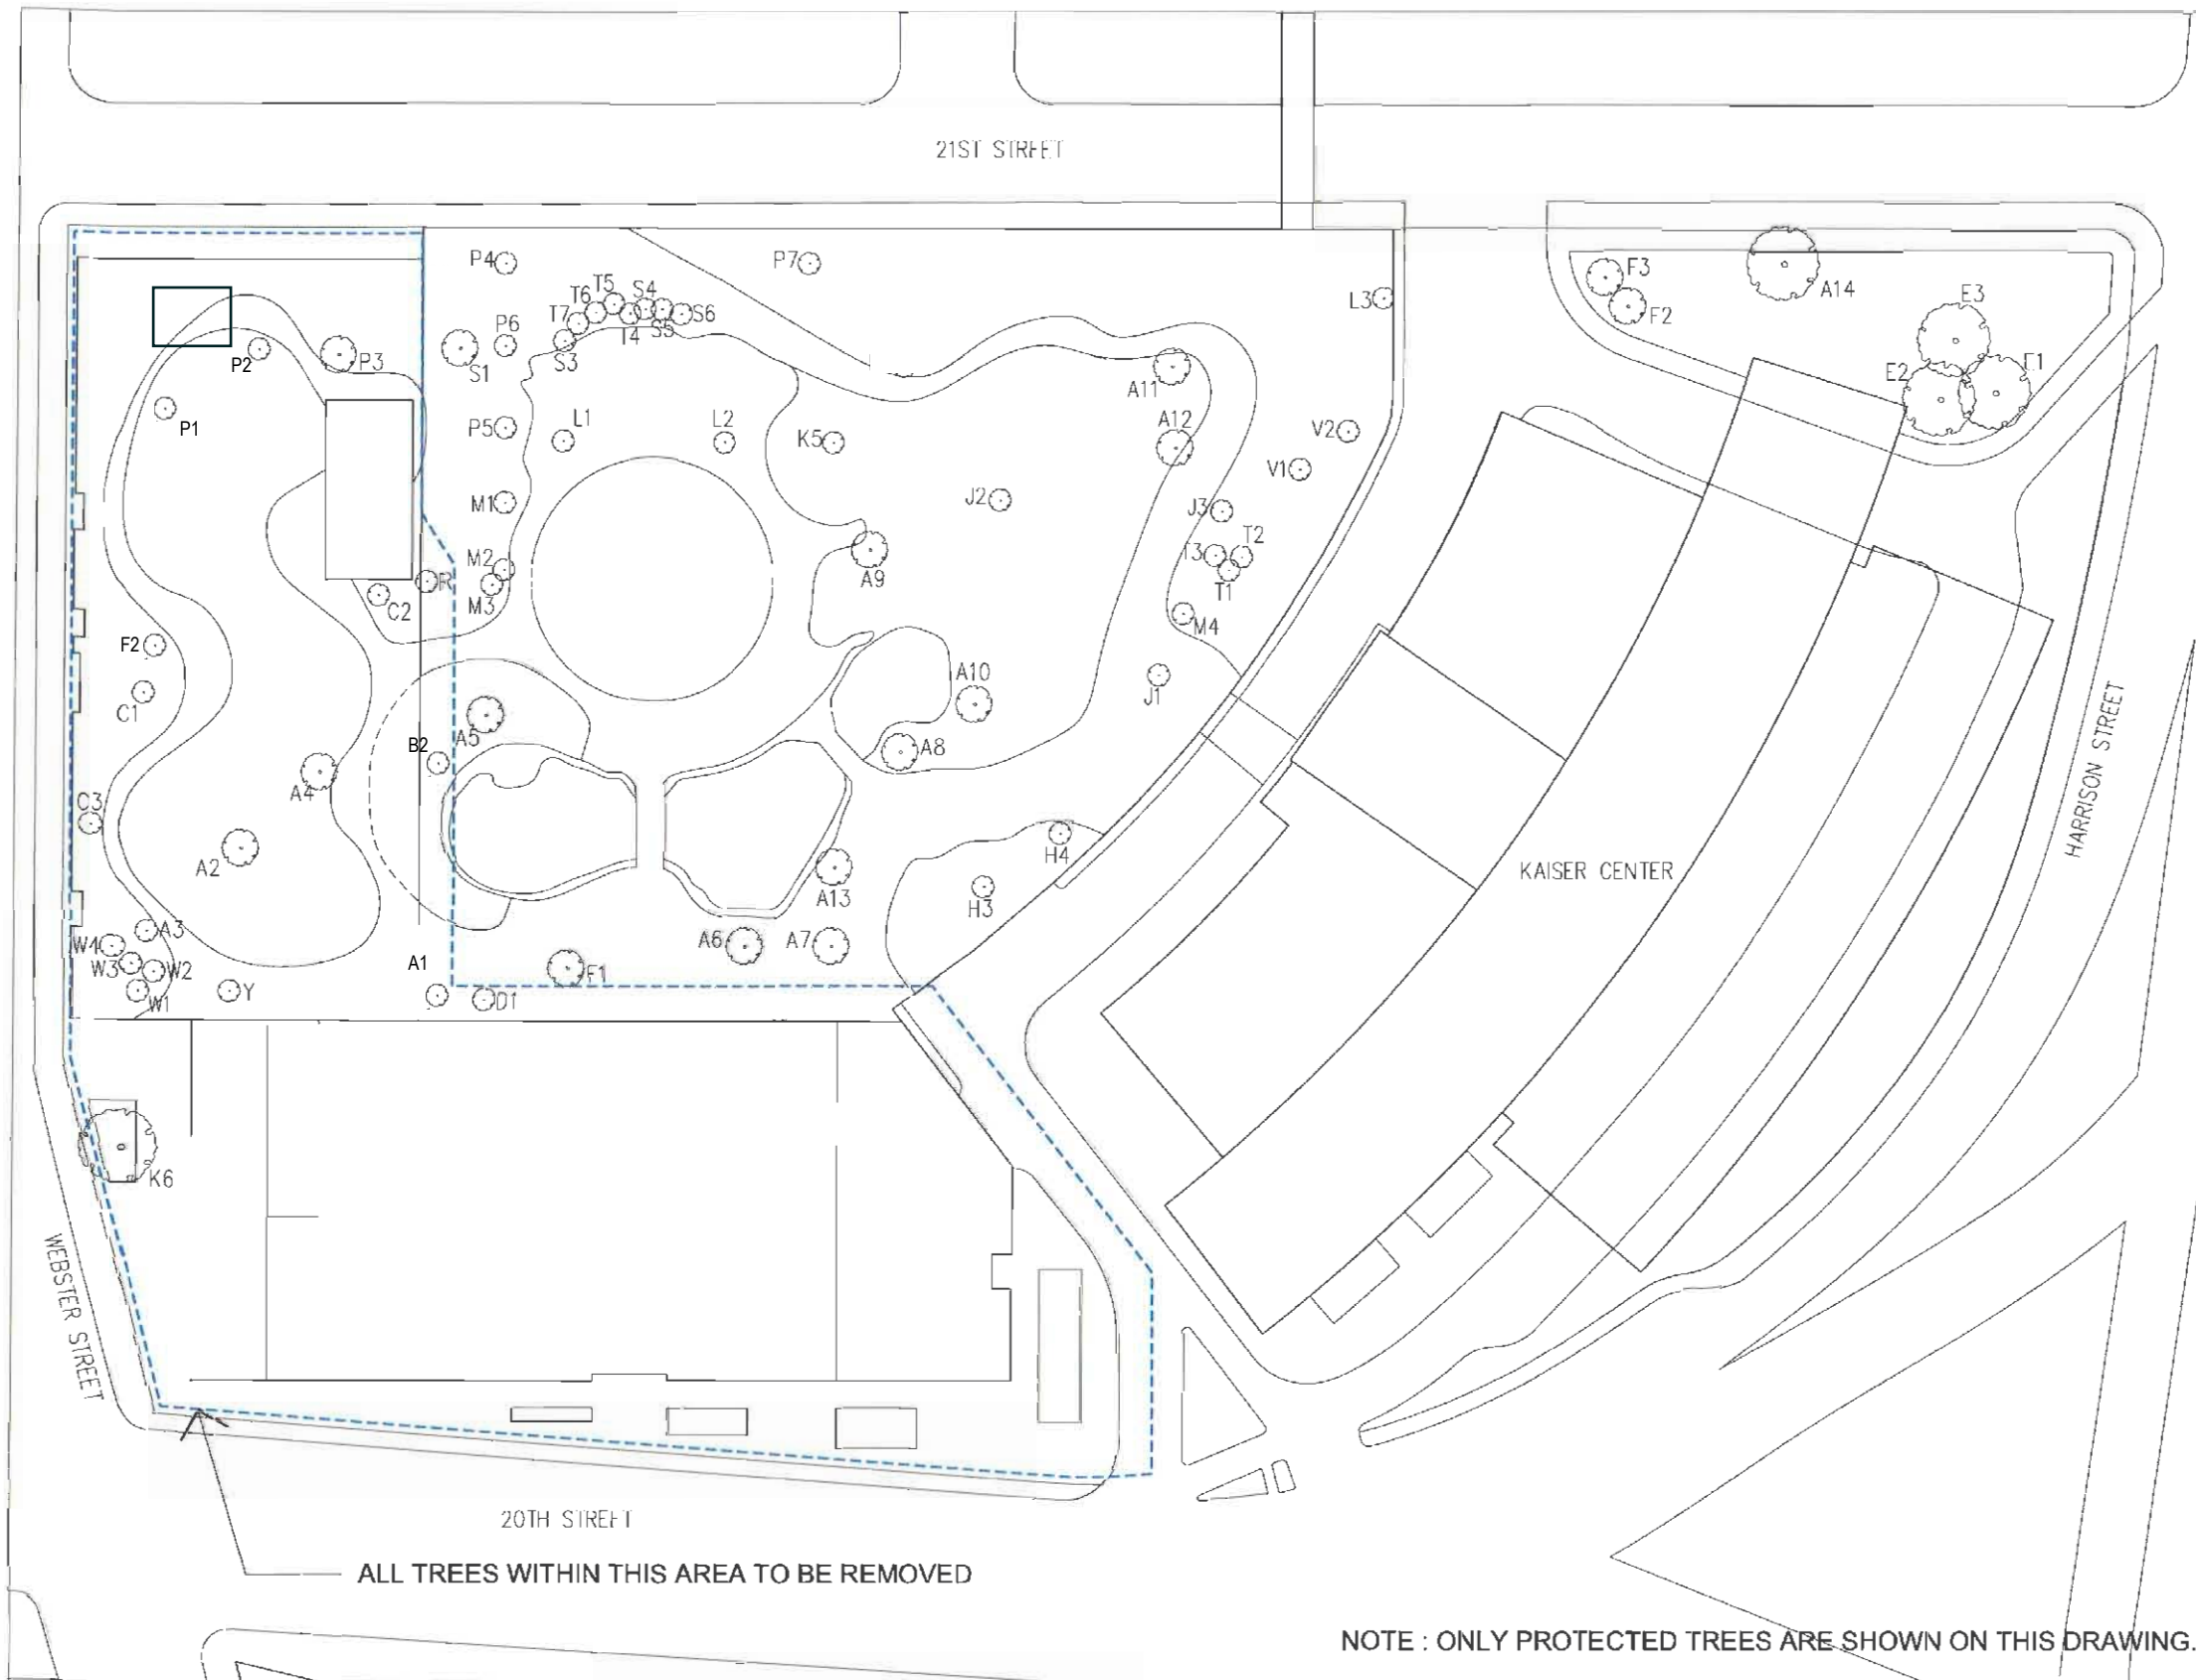 21ST STREET
P4
P7
F3
A14
T5
S4
T6
L3
F2
E3
T7
P6
T4
S5
S6
P2
P3
S1
S3
A11
E2
E1
P1
P5
L1
L2
K5
A12
V2
V1
M1
J2
J3
M2
R
A9
T3
T2
C2
M3
T1
M4
F2
C1
A10
J1
B2
A5
A8
HARRISON STREET
A4
C3
H4
A2
KAISER CENTER
A13
H3
A3
W4
A6
A7
W3
W2
A1
F1
W1
Y
D1
K6
WEBSTER STREET
20TH STREET
ALL TREES WITHIN THIS AREA TO BE REMOVED
NOTE : ONLY PROTECTED TREES ARE SHOWN ON THIS DRAWING.